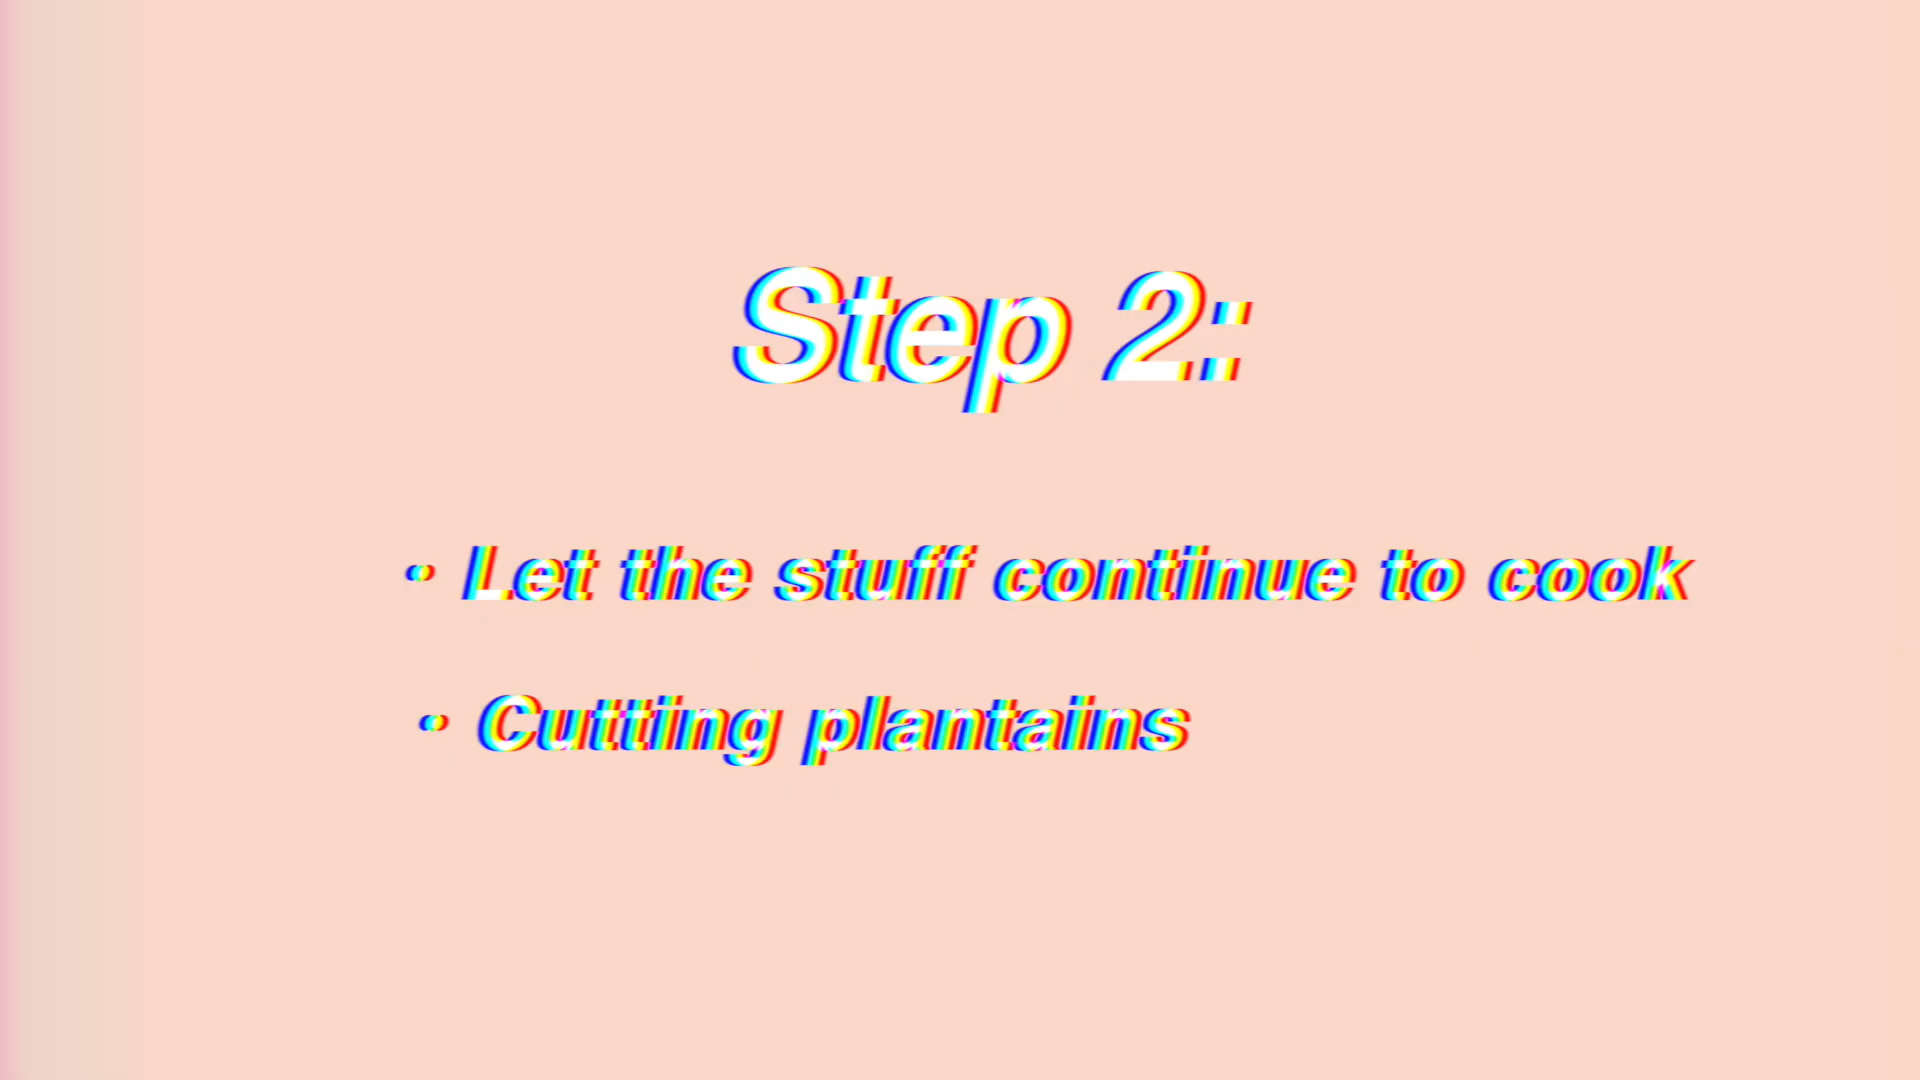 Step 2:
• Let the stuff continue to cook
• Cutting plantains